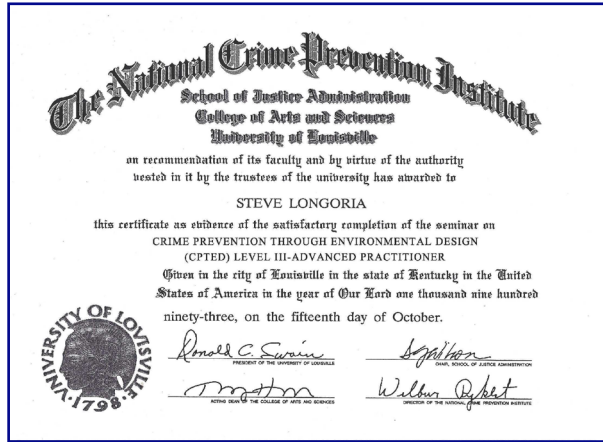 The National Crime Prevention Institute
School of Justice Administration
College of Arts and Sciences
University of Louisville
on recommendation of its faculty and by virtue of the authority
vested in it by the trustees of the university has awarded to
STEVE LONGORIA
this certificate as evidence of the satisfactory completion of the seminar on
CRIME PREVENTION THROUGH ENVIRONMENTAL DESIGN
(CPTED) LEVEL III-ADVANCED PRACTITIONER
Given in the city of Louisville in the state of Kentucky in the United
States of America in the year of Our Lord one thousand nine hundred
ninety-three, on the fifteenth day of October.
UNIVERSITY OF LOUISVILLE
1798
Donald C. Swain
PRESIDENT OF THE UNIVERSITY OF LOUISVILLE
CHAIR, SCHOOL OF JUSTICE ADMINISTRATION
ACTING DEAN OF THE COLLEGE OF ARTS AND SCIENCES
Wilbur Rykert
DIRECTOR OF THE NATIONAL CRIME PREVENTION INSTITUTE